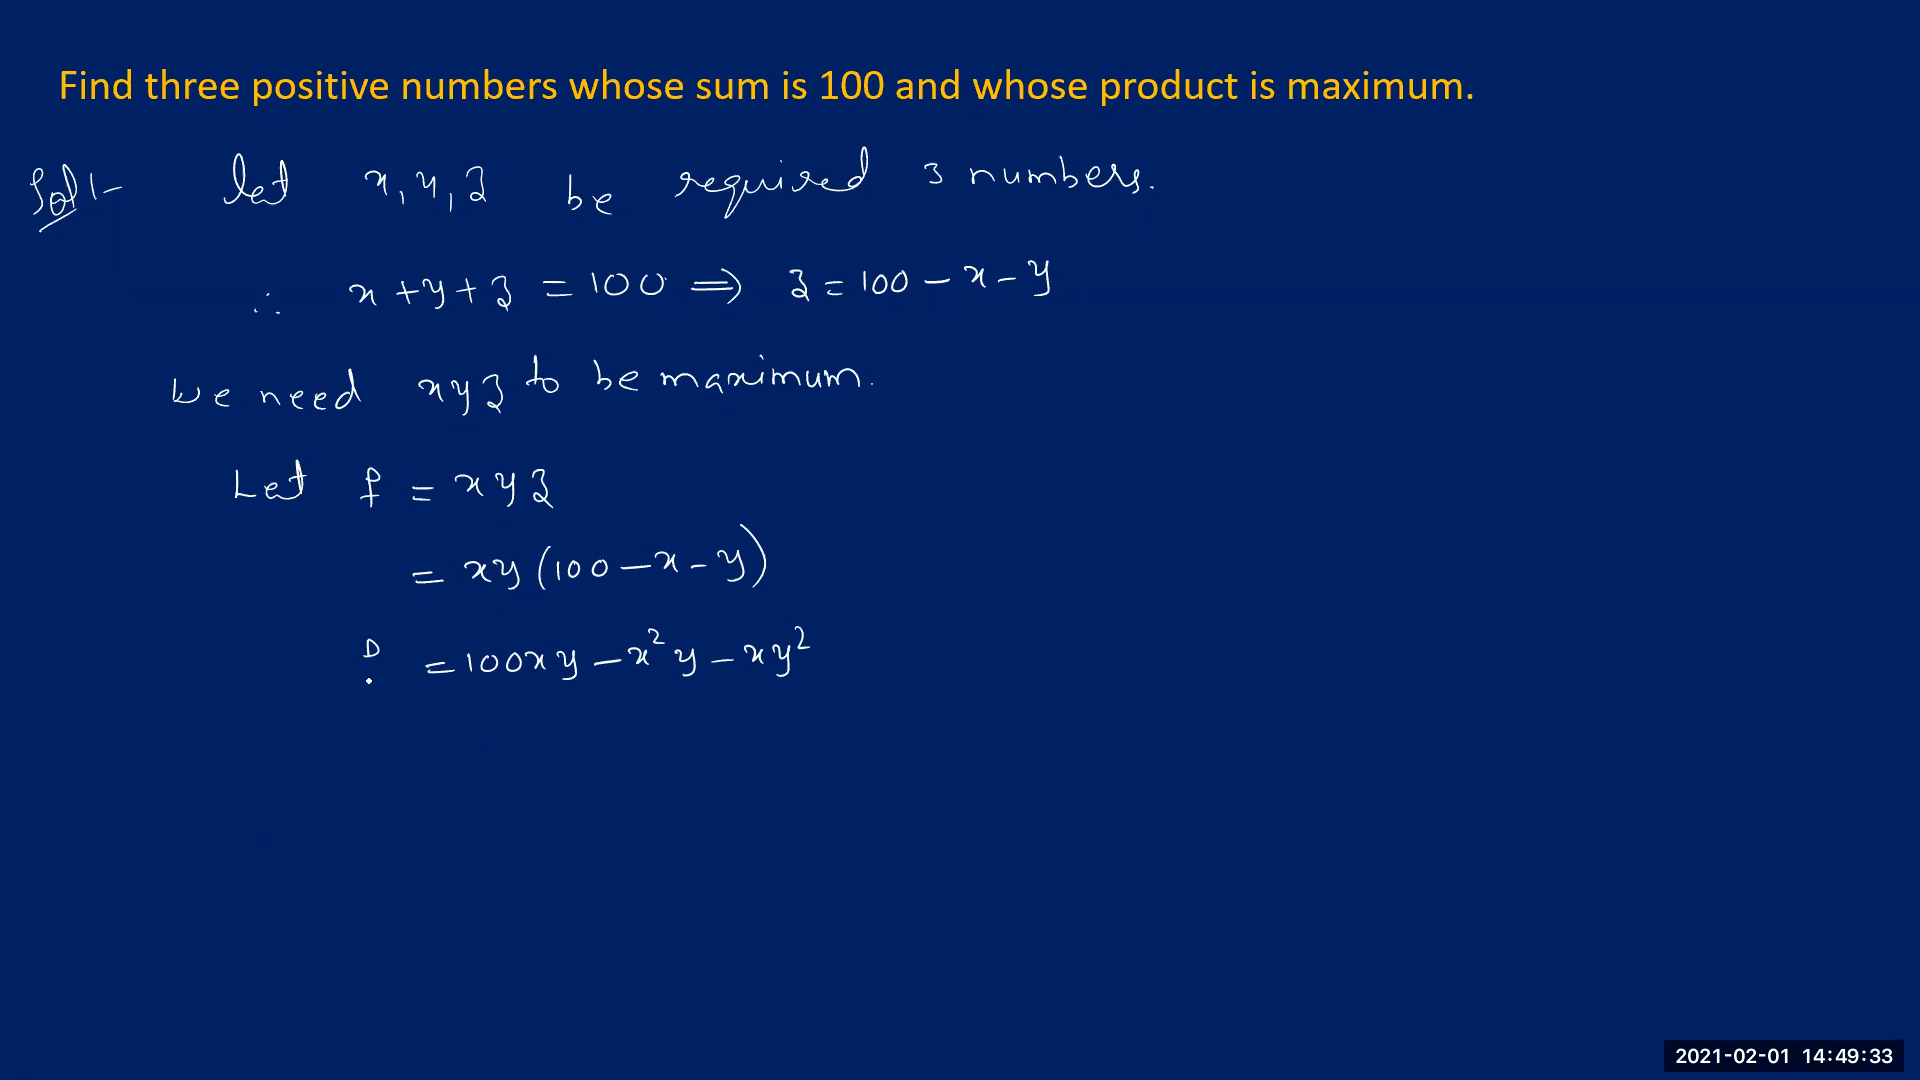 Find three positive numbers whose sum is 100 and whose product is maximum.
Sol:- Let x, y, z be required 3 numbers.
∴ x + y + z = 100 ⇒ z = 100 - x - y
We need xyz to be maximum.
Let f = xyz
= xy (100 - x - y)
= 100xy - x²y - xy²
2021-02-01 14:49:33